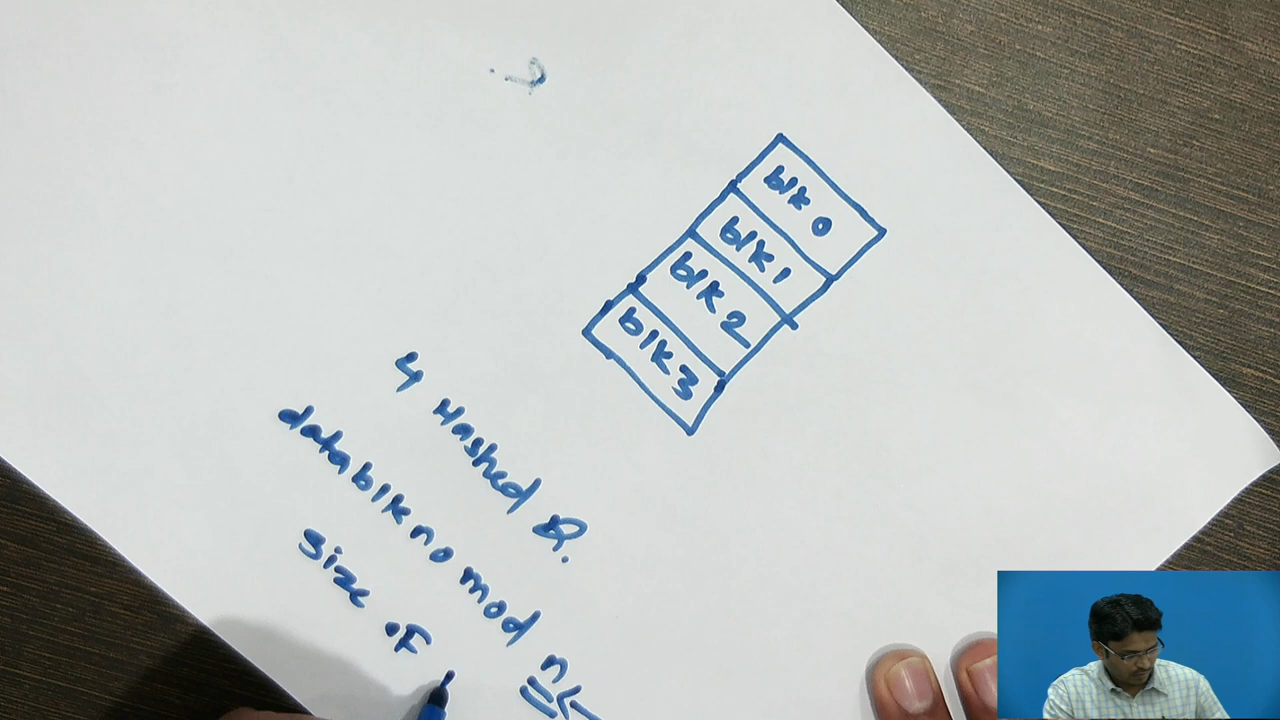 blk 0
blk 1
blk 2
blk 3
4 Hashed Q.
data blk no mod n
size of